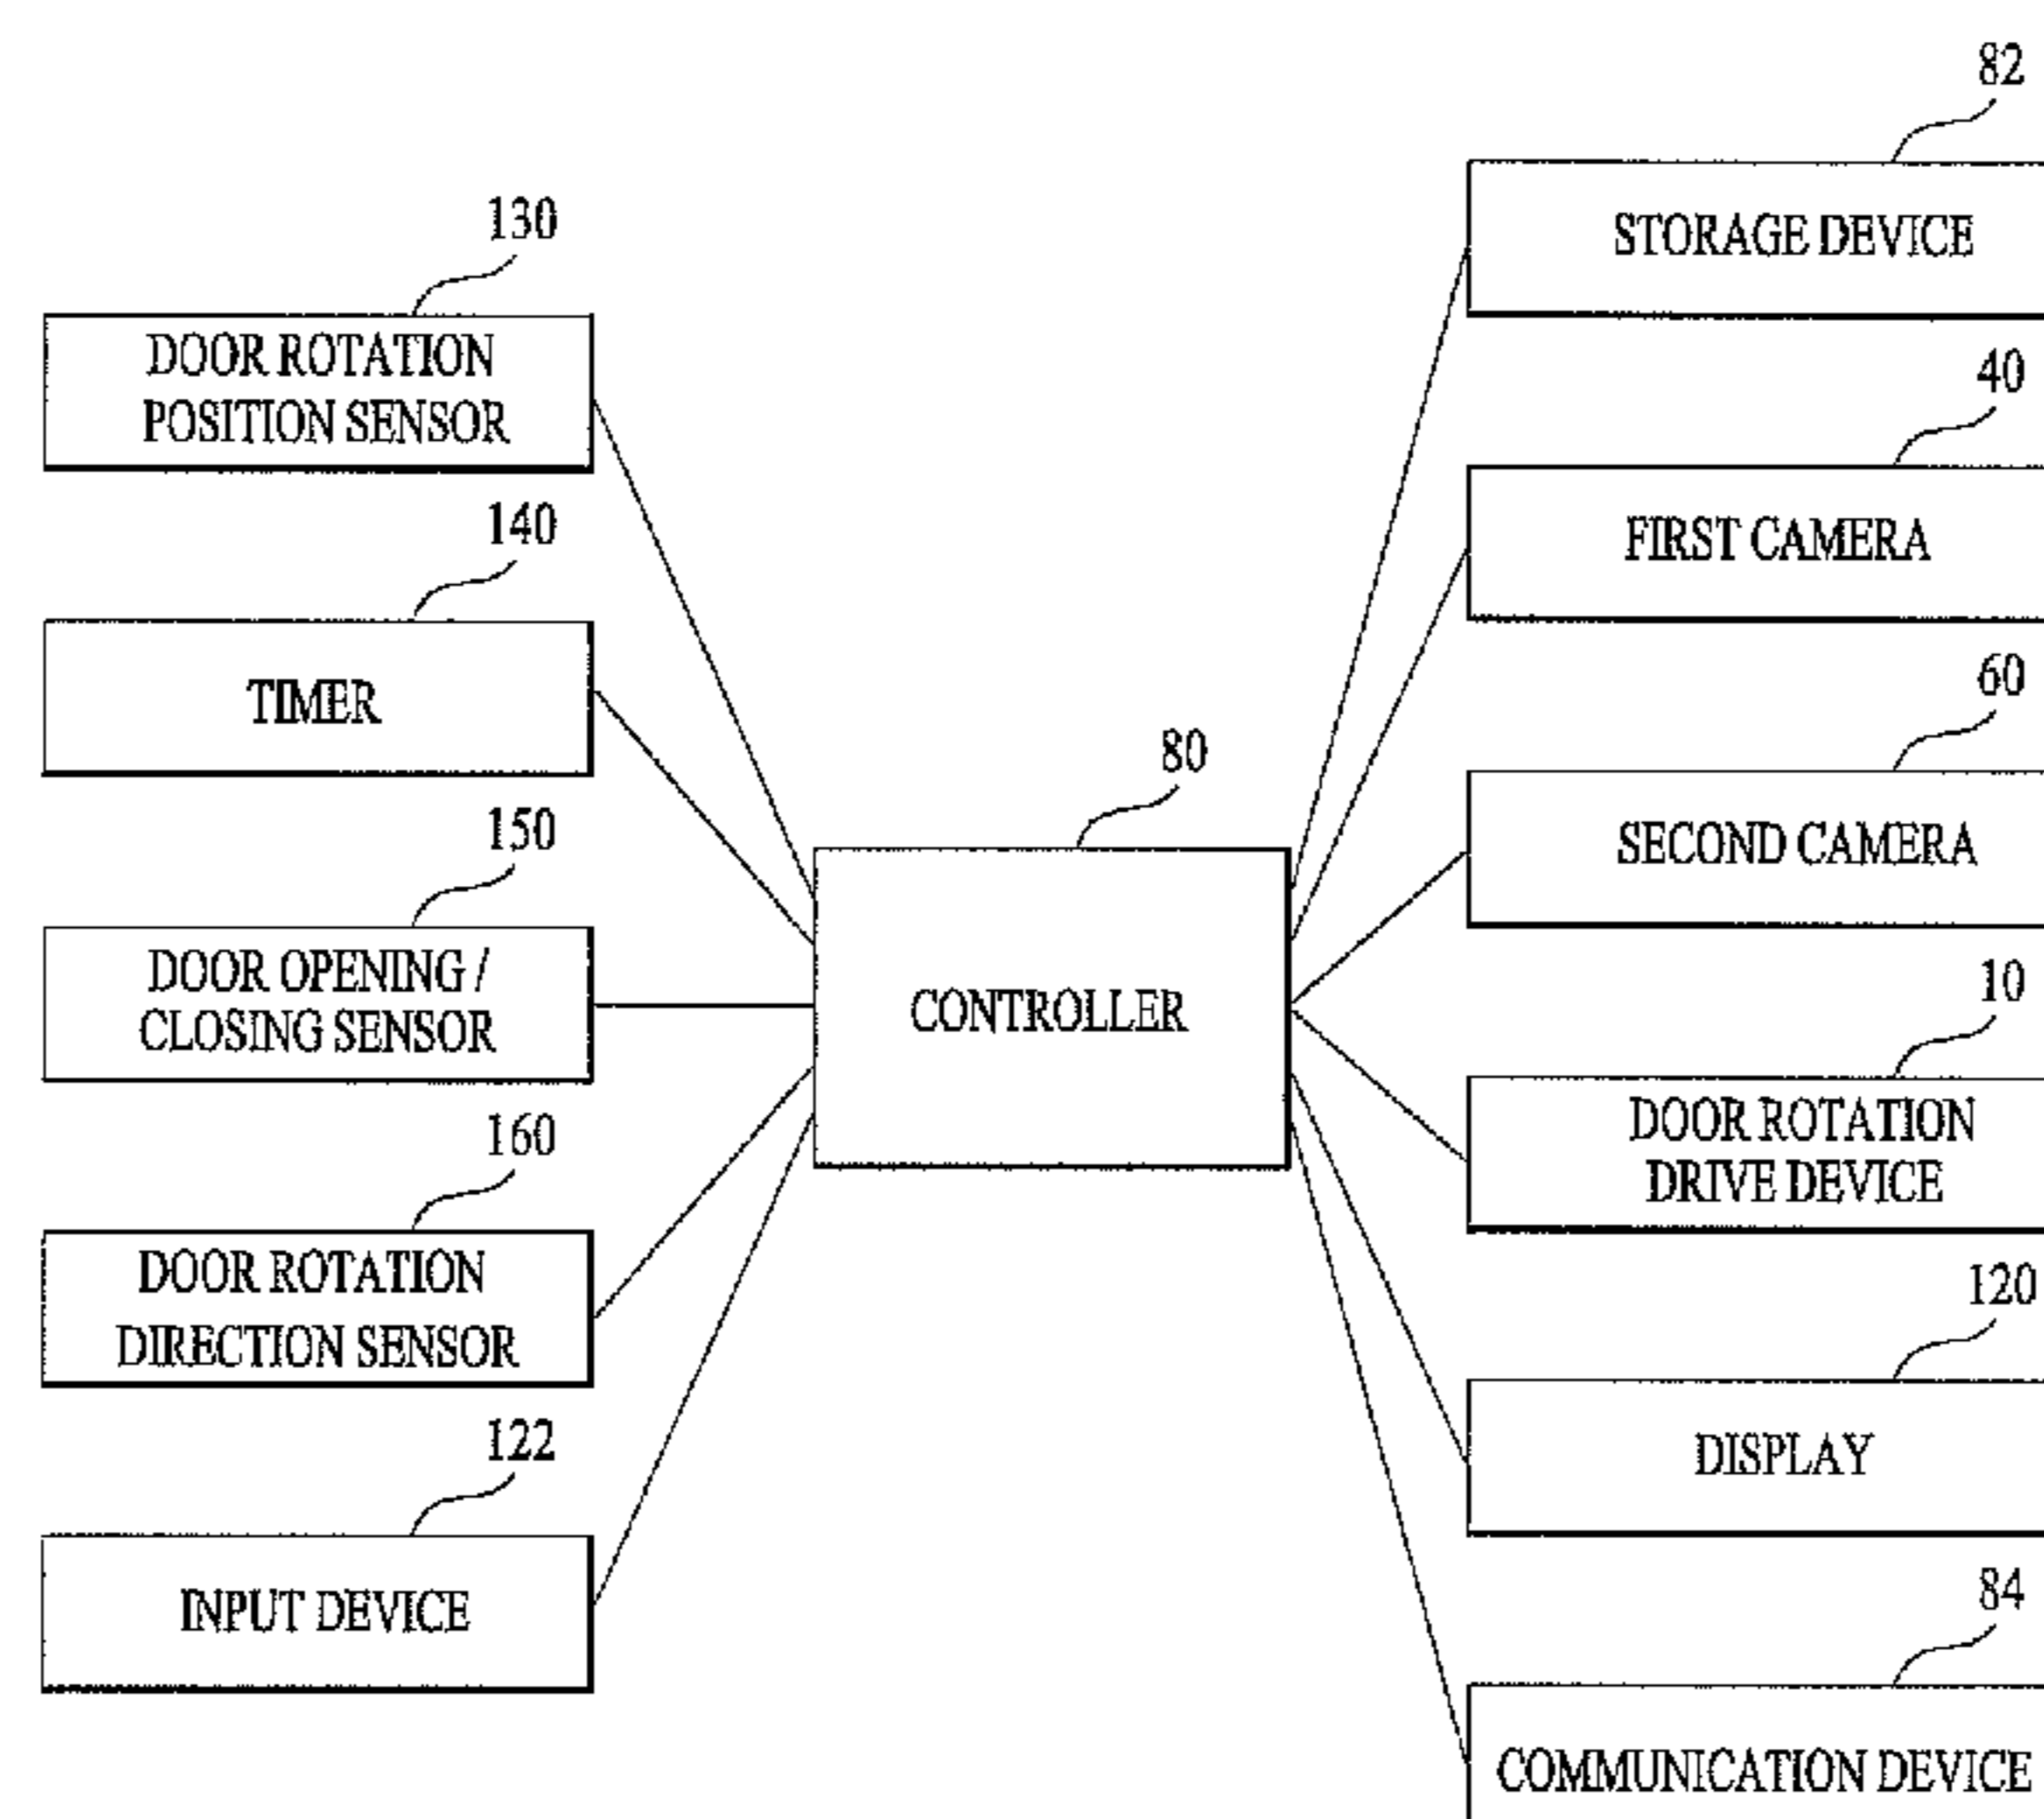 130
DOOR ROTATION
POSITION SENSOR
140
TIMER
150
DOOR OPENING /
CLOSING SENSOR
160
DOOR ROTATION
DIRECTION SENSOR
122
INPUT DEVICE
80
CONTROLLER
82
STORAGE DEVICE
40
FIRST CAMERA
60
SECOND CAMERA
10
DOOR ROTATION
DRIVE DEVICE
120
DISPLAY
84
COMMUNICATION DEVICE